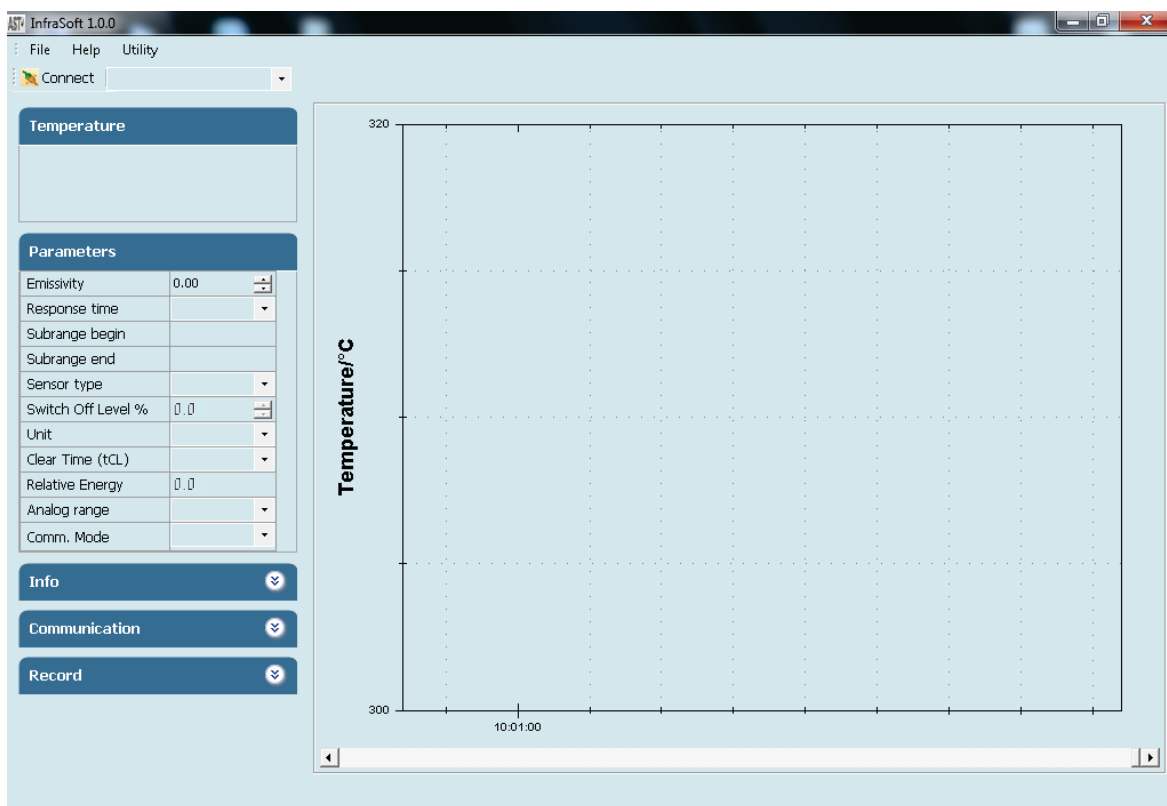 AST InfraSoft 1.0.0
File Help Utility
Connect
Temperature
Parameters
Emissivity 0.00
Response time
Subrange begin
Subrange end
Sensor type
Switch Off Level % 0.0
Unit
Clear Time (tCL)
Relative Energy 0.0
Analog range
Comm. Mode
Info
Communication
Record
320
Temperature/°C
300
10:01:00